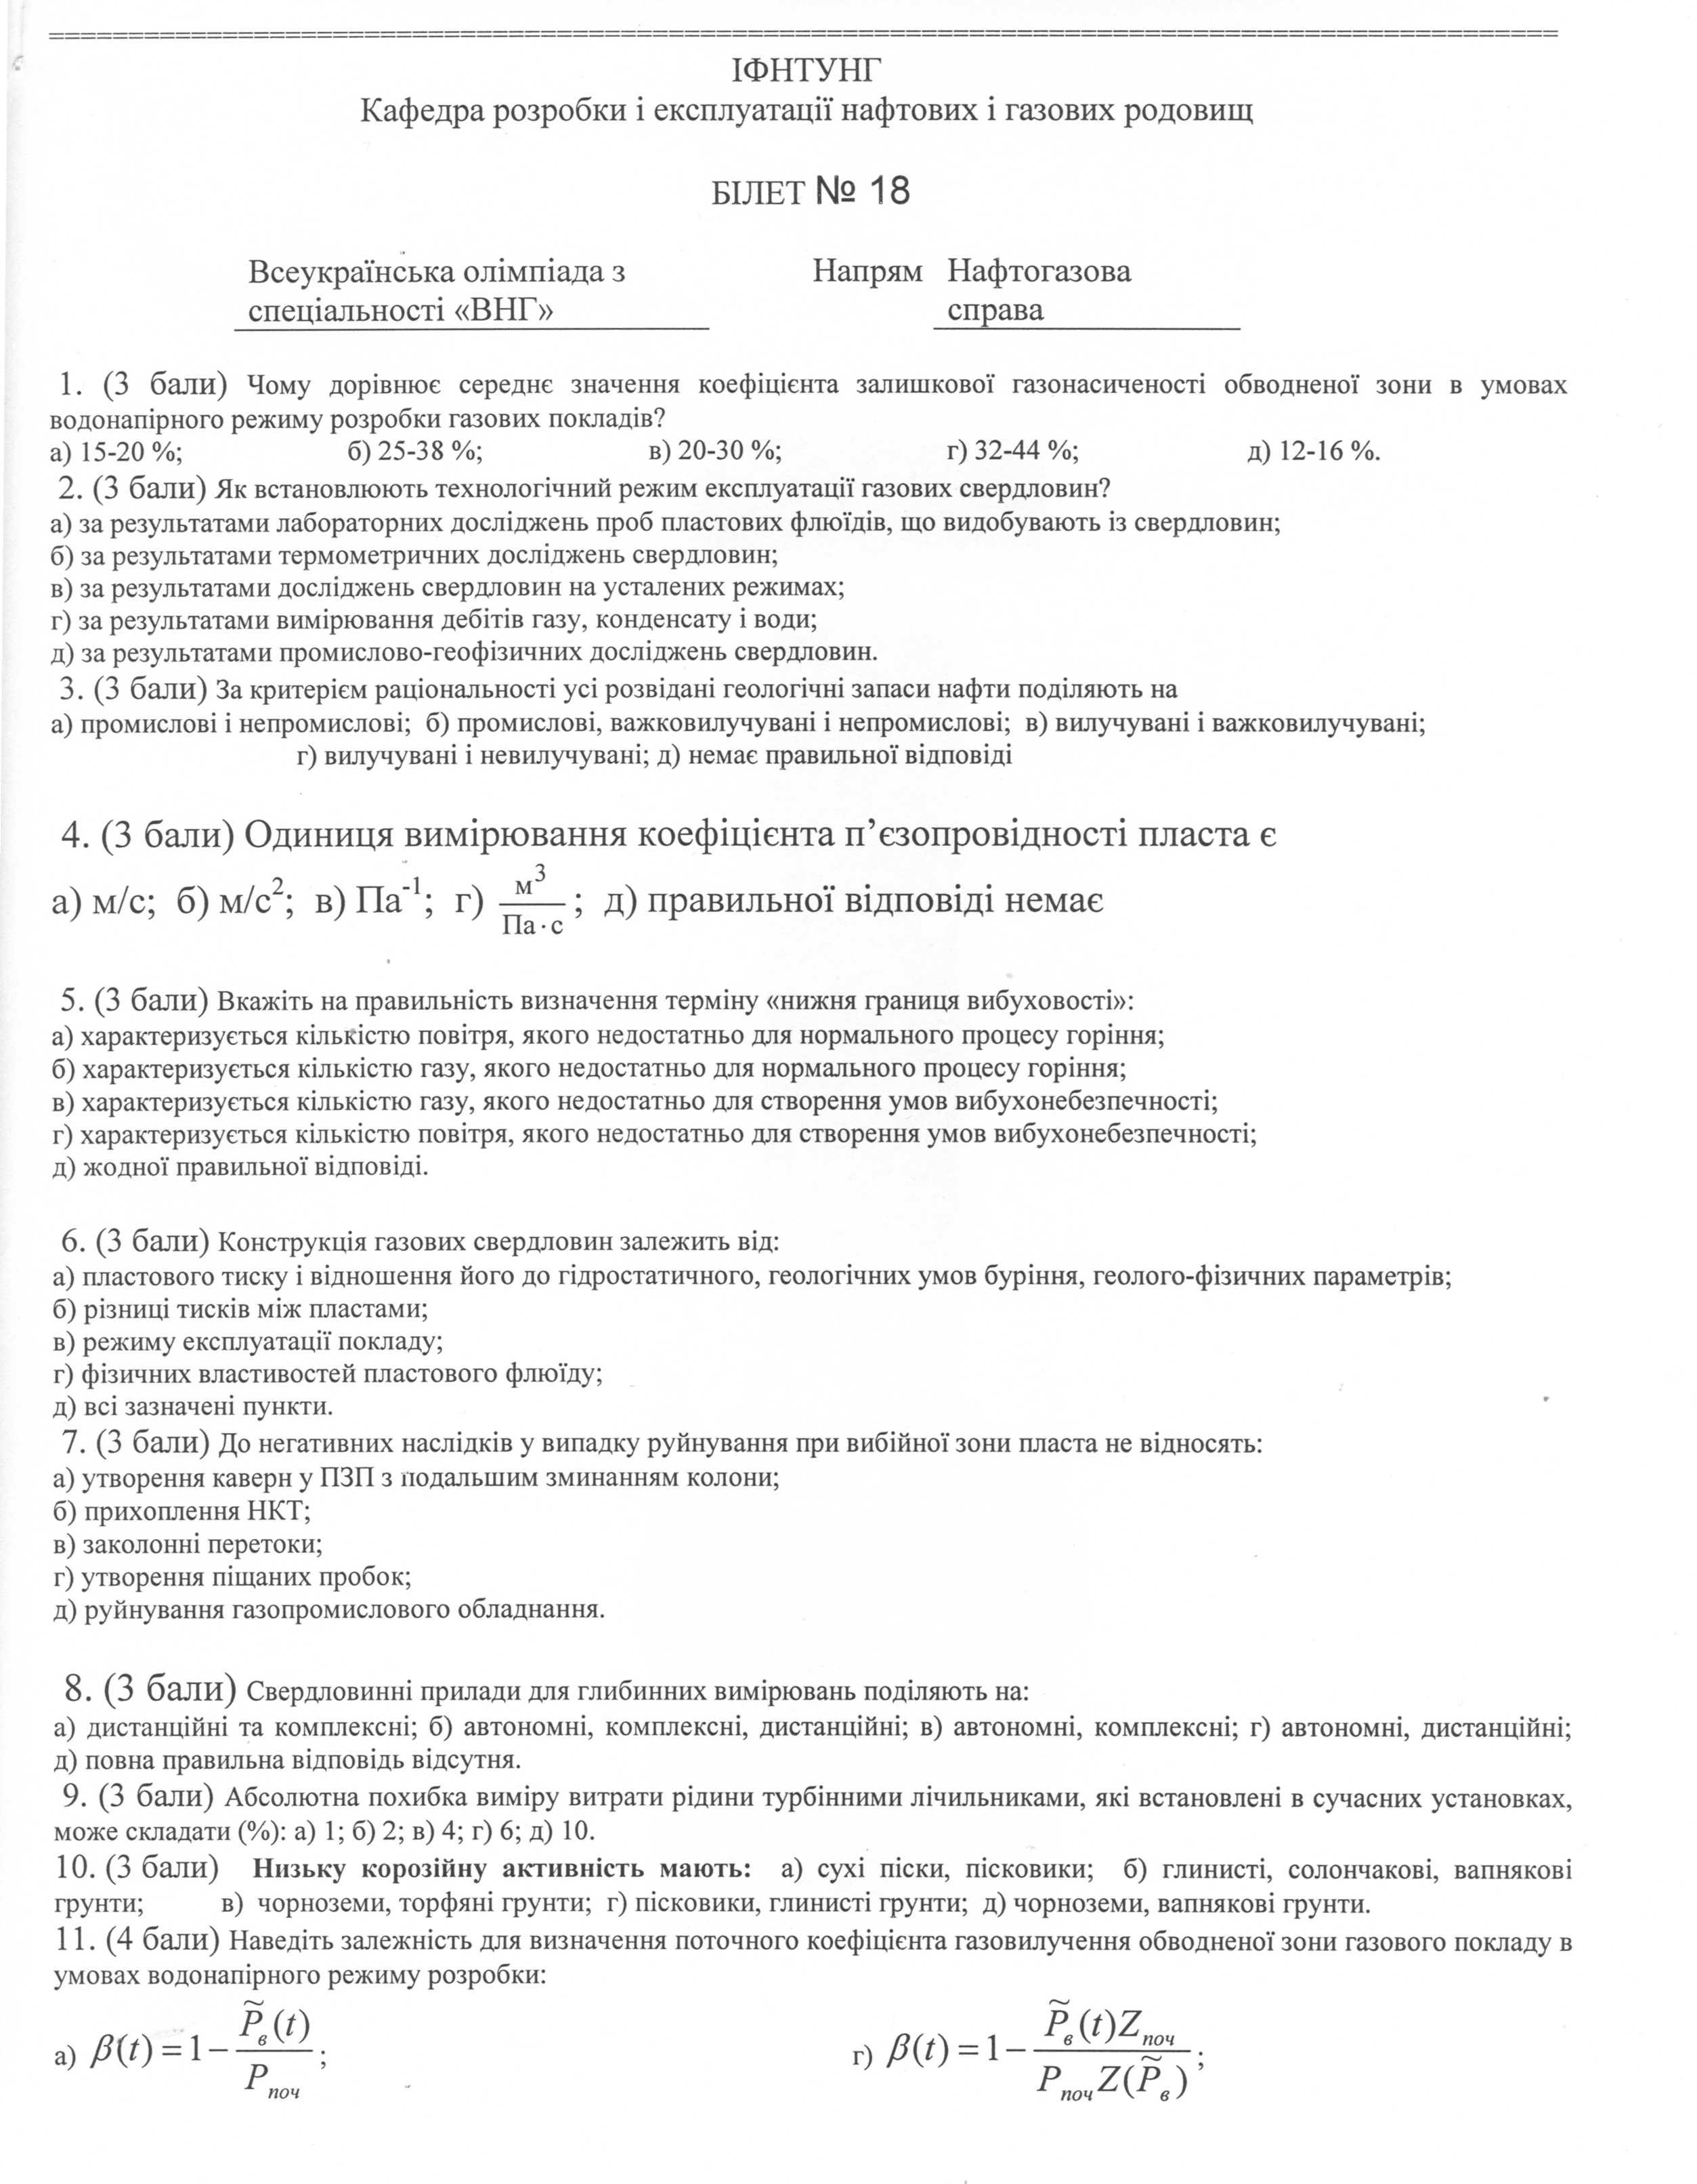 ІФНТУНГ
Кафедра розробки і експлуатації нафтових і газових родовищ
БІЛЕТ № 18
Всеукраїнська олімпіада з Напрям Нафтогазова
спеціальності «ВНГ» справа
1. (3 бали) Чому дорівнює середнє значення коефіцієнта залишкової газонасиченості обводненої зони в умовах
водонапірного режиму розробки газових покладів?
а) 15-20 %; б) 25-38 %; в) 20-30 %; г) 32-44 %; д) 12-16 %.
2. (3 бали) Як встановлюють технологічний режим експлуатації газових свердловин?
а) за результатами лабораторних досліджень проб пластових флюїдів, що видобувають із свердловин;
б) за результатами термометричних досліджень свердловин;
в) за результатами досліджень свердловин на усталених режимах;
г) за результатами вимірювання дебітів газу, конденсату і води;
д) за результатами промислово-геофізичних досліджень свердловин.
3. (3 бали) За критерієм раціональності усі розвідані геологічні запаси нафти поділяють на
а) промислові і непромислові; б) промислові, важковилучувані і непромислові; в) вилучувані і важковилучувані;
г) вилучувані і невилучувані; д) немає правильної відповіді
4. (3 бали) Одиниця вимірювання коефіцієнта п’єзопровідності пласта є
а) м/с; б) м/с²; в) Па⁻¹; г) м³/(Па·с); д) правильної відповіді немає
5. (3 бали) Вкажіть на правильність визначення терміну «нижня границя вибуховості»:
а) характеризується кількістю повітря, якого недостатньо для нормального процесу горіння;
б) характеризується кількістю газу, якого недостатньо для нормального процесу горіння;
в) характеризується кількістю газу, якого недостатньо для створення умов вибухонебезпечності;
г) характеризується кількістю повітря, якого недостатньо для створення умов вибухонебезпечності;
д) жодної правильної відповіді.
6. (3 бали) Конструкція газових свердловин залежить від:
а) пластового тиску і відношення його до гідростатичного, геологічних умов буріння, геолого-фізичних параметрів;
б) різниці тисків між пластами;
в) режиму експлуатації покладу;
г) фізичних властивостей пластового флюїду;
д) всі зазначені пункти.
7. (3 бали) До негативних наслідків у випадку руйнування при вибійної зони пласта не відносять:
а) утворення каверн у ПЗП з подальшим зминанням колони;
б) прихоплення НКТ;
в) заколонні перетоки;
г) утворення піщаних пробок;
д) руйнування газопромислового обладнання.
8. (3 бали) Свердловинні прилади для глибинних вимірювань поділяють на:
а) дистанційні та комплексні; б) автономні, комплексні, дистанційні; в) автономні, комплексні; г) автономні, дистанційні;
д) повна правильна відповідь відсутня.
9. (3 бали) Абсолютна похибка виміру витрати рідини турбінними лічильниками, які встановлені в сучасних установках,
може складати (%): а) 1; б) 2; в) 4; г) 6; д) 10.
10. (3 бали) Низьку корозійну активність мають: а) сухі піски, пісковики; б) глинисті, солончакові, вапнякові
грунти; в) чорноземи, торфяні грунти; г) пісковики, глинисті грунти; д) чорноземи, вапнякові грунти.
11. (4 бали) Наведіть залежність для визначення поточного коефіцієнта газовилучення обводненої зони газового покладу в
умовах водонапірного режиму розробки:
а) β(t) = 1 − P̃в(t)/Pпоч; г) β(t) = 1 − P̃в(t)Zпоч/(PпочZ(P̃в));